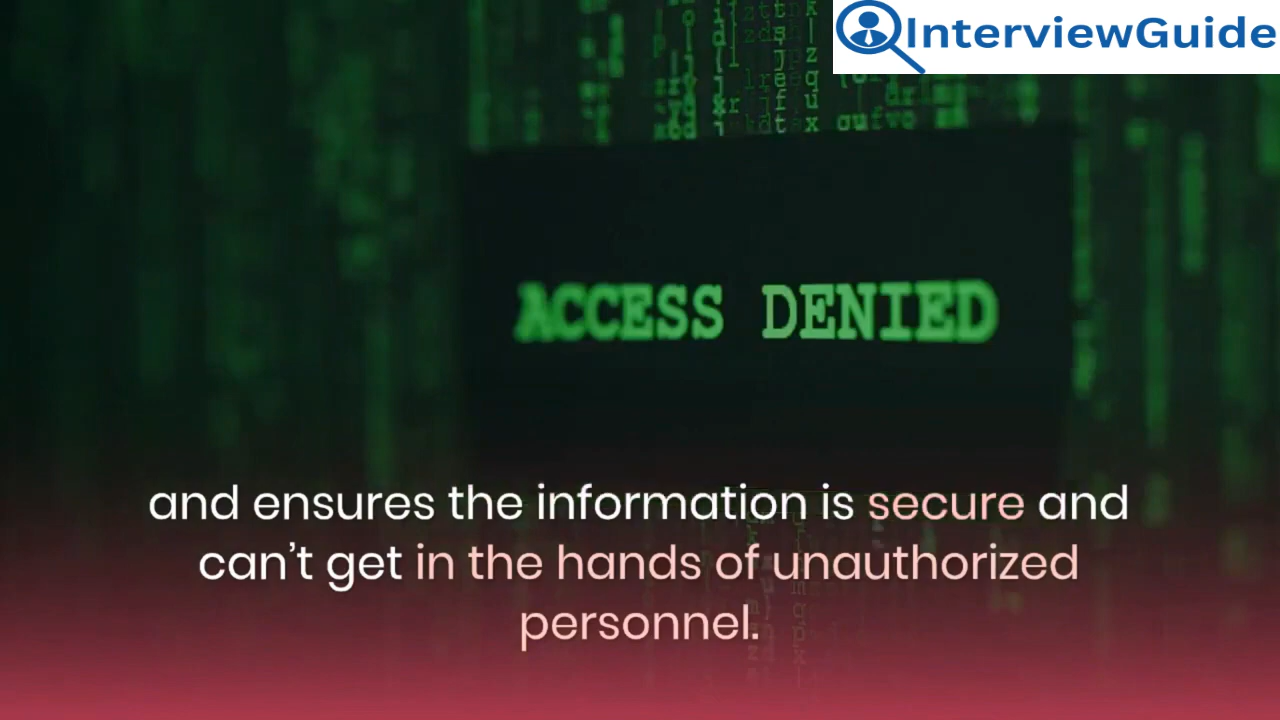 InterviewGuide
ACCESS DENIED
and ensures the information is secure and
can't get in the hands of unauthorized
personnel.